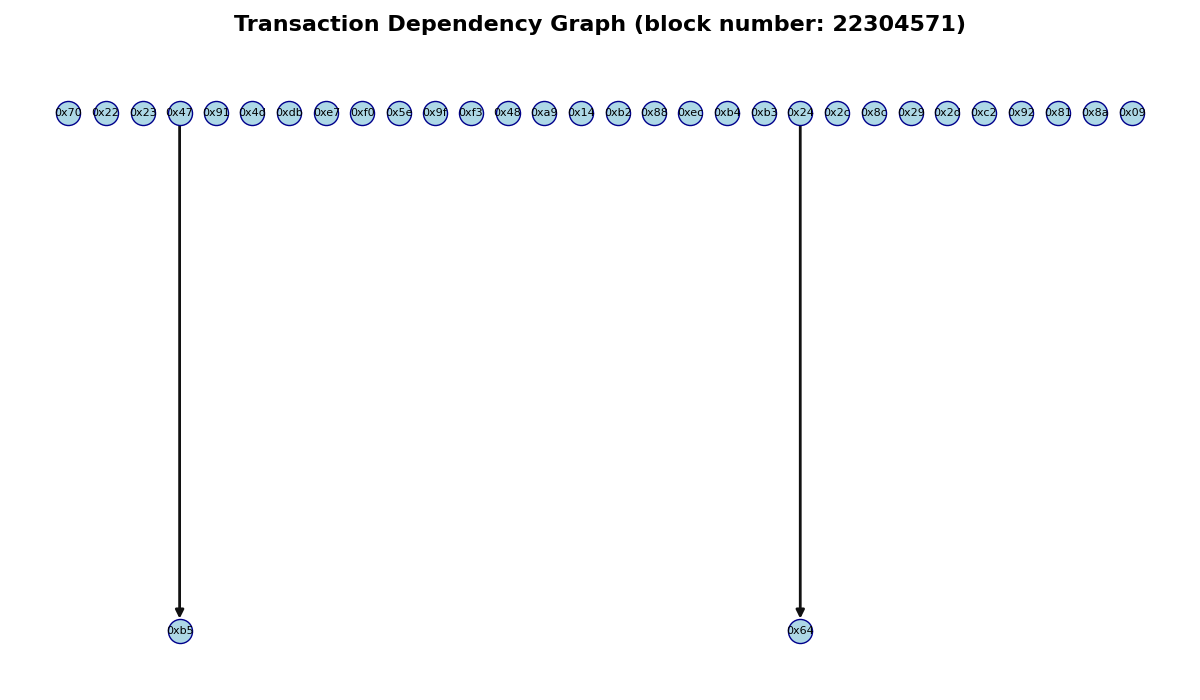 Transaction Dependency Graph (block number: 22304571)
0x70 0x22 0x23 0x47 0x91 0x4d 0xdb 0xe7 0xf0 0x5e 0x9f 0xf3 0x48 0xa9 0x14 0xb2 0x88 0xec 0xb4 0xb3 0x24 0x2c 0x8c 0x29 0x2d 0xc2 0x92 0x81 0x8a 0x09
0xb5 0x64